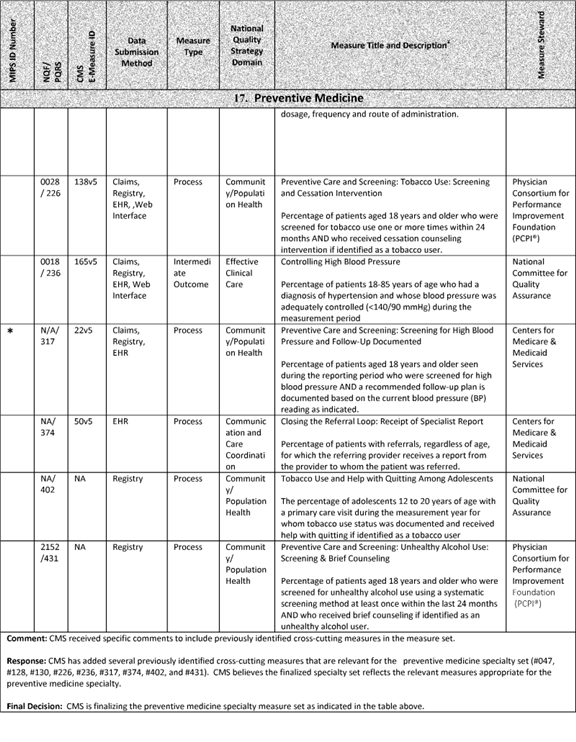 MIPS ID Number
NQF/
PQRS
CMS
E-Measure ID
Data
Submission
Method
Measure
Type
National
Quality
Strategy
Domain
Measure Title and Description*
Measure Steward
17. Preventive Medicine
dosage, frequency and route of administration.
0028
/ 226
138v5
Claims,
Registry,
EHR, ,Web
Interface
Process
Communit
y/Populati
on Health
Preventive Care and Screening: Tobacco Use: Screening
and Cessation Intervention
Percentage of patients aged 18 years and older who were
screened for tobacco use one or more times within 24
months AND who received cessation counseling
intervention if identified as a tobacco user.
Physician
Consortium for
Performance
Improvement
Foundation
(PCPI®)
0018
/ 236
165v5
Claims,
Registry,
EHR, Web
Interface
Intermedi
ate
Outcome
Effective
Clinical
Care
Controlling High Blood Pressure
Percentage of patients 18-85 years of age who had a
diagnosis of hypertension and whose blood pressure was
adequately controlled (<140/90 mmHg) during the
measurement period
National
Committee for
Quality
Assurance
*
N/A/
317
22v5
Claims,
Registry,
EHR
Process
Communit
y/Populati
on Health
Preventive Care and Screening: Screening for High Blood
Pressure and Follow-Up Documented
Percentage of patients aged 18 years and older seen
during the reporting period who were screened for high
blood pressure AND a recommended follow-up plan is
documented based on the current blood pressure (BP)
reading as indicated.
Centers for
Medicare &
Medicaid
Services
NA/
374
50v5
EHR
Process
Communic
ation and
Care
Coordinati
on
Closing the Referral Loop: Receipt of Specialist Report
Percentage of patients with referrals, regardless of age,
for which the referring provider receives a report from
the provider to whom the patient was referred.
Centers for
Medicare &
Medicaid
Services
NA/
402
NA
Registry
Process
Communit
y/
Population
Health
Tobacco Use and Help with Quitting Among Adolescents
The percentage of adolescents 12 to 20 years of age with
a primary care visit during the measurement year for
whom tobacco use status was documented and received
help with quitting if identified as a tobacco user
National
Committee for
Quality
Assurance
2152
/431
NA
Registry
Process
Communit
y/
Population
Health
Preventive Care and Screening: Unhealthy Alcohol Use:
Screening & Brief Counseling
Percentage of patients aged 18 years and older who were
screened for unhealthy alcohol use using a systematic
screening method at least once within the last 24 months
AND who received brief counseling if identified as an
unhealthy alcohol user.
Physician
Consortium for
Performance
Improvement
Foundation
(PCPI®)
Comment: CMS received specific comments to include previously identified cross-cutting measures in the measure set.
Response: CMS has added several previously identified cross-cutting measures that are relevant for the preventive medicine specialty set (#047,
#128, #130, #226, #236, #317, #374, #402, and #431). CMS believes the finalized specialty set reflects the relevant measures appropriate for the
preventive medicine specialty.
Final Decision: CMS is finalizing the preventive medicine specialty measure set as indicated in the table above.